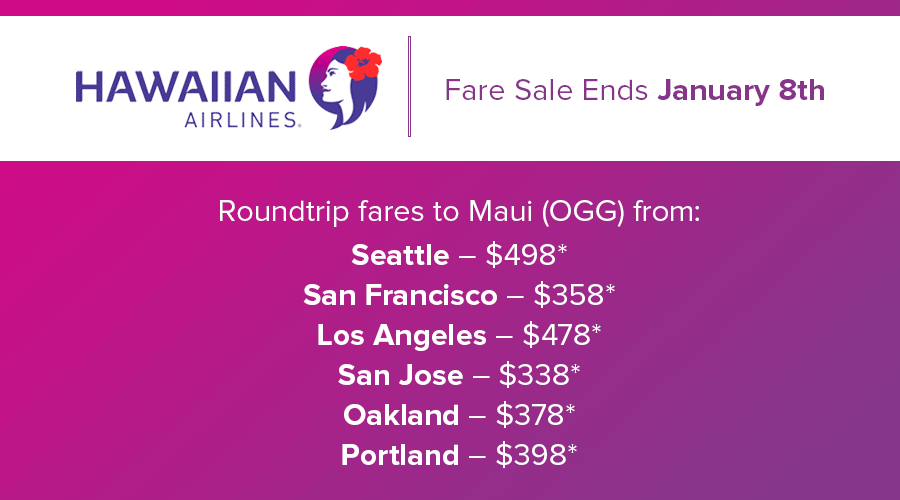 HAWAIIAN
AIRLINES®
Fare Sale Ends January 8th
Roundtrip fares to Maui (OGG) from:
Seattle – $498*
San Francisco – $358*
Los Angeles – $478*
San Jose – $338*
Oakland – $378*
Portland – $398*